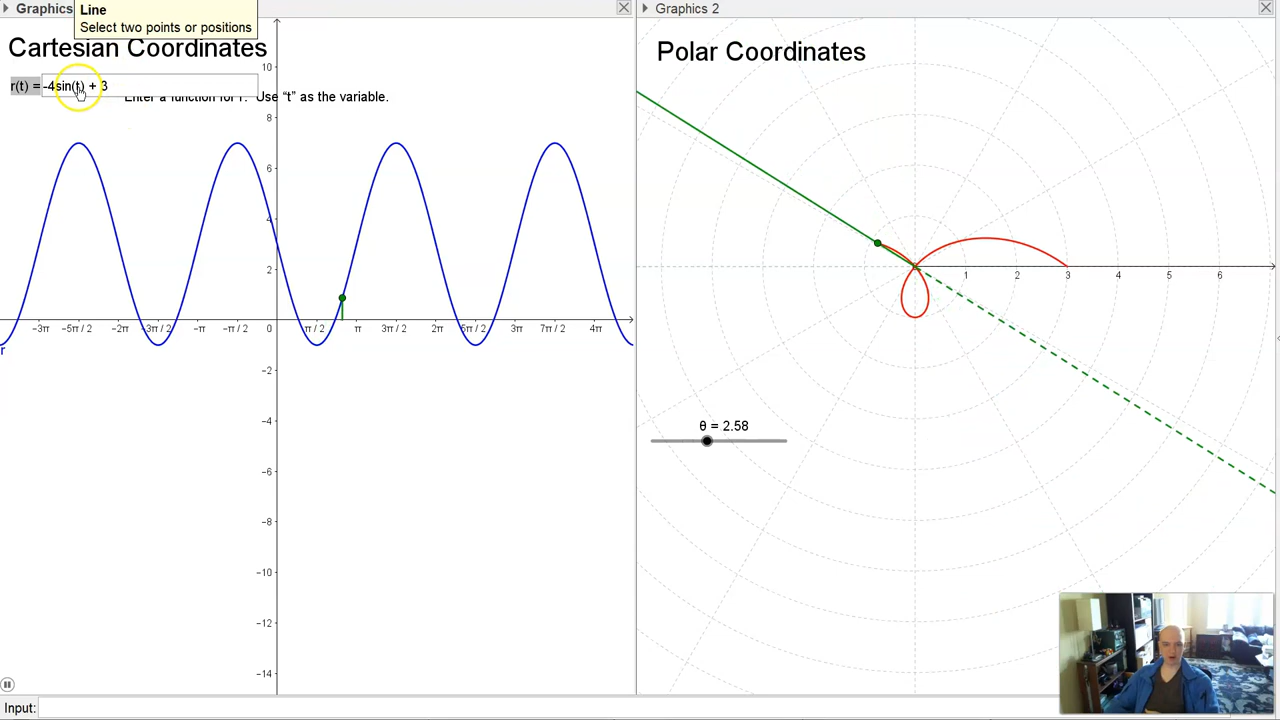 Graphics
Line
Select two points or positions
Cartesian Coordinates
r(t) = -4sin(t) + 3
Enter a function for r. Use “t” as the variable.
10
8
6
4
2
−3π −5π / 2 −2π −3π / 2 −π −π / 2 0 π / 2 π 3π / 2 2π 5π / 2 3π 7π / 2 4π
r
−2
−4
−6
−8
−10
−12
−14
Graphics 2
Polar Coordinates
1 2 3 4 5 6
θ = 2.58
Input: